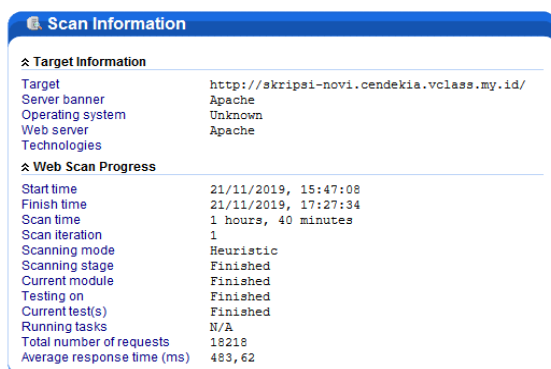 Scan Information
Target Information
Target http://skripsi-novi.cendekia.vclass.my.id/
Server banner Apache
Operating system Unknown
Web server Apache
Technologies
Web Scan Progress
Start time 21/11/2019, 15:47:08
Finish time 21/11/2019, 17:27:34
Scan time 1 hours, 40 minutes
Scan iteration 1
Scanning mode Heuristic
Scanning stage Finished
Current module Finished
Testing on Finished
Current test(s) Finished
Running tasks N/A
Total number of requests 18218
Average response time (ms) 483,62